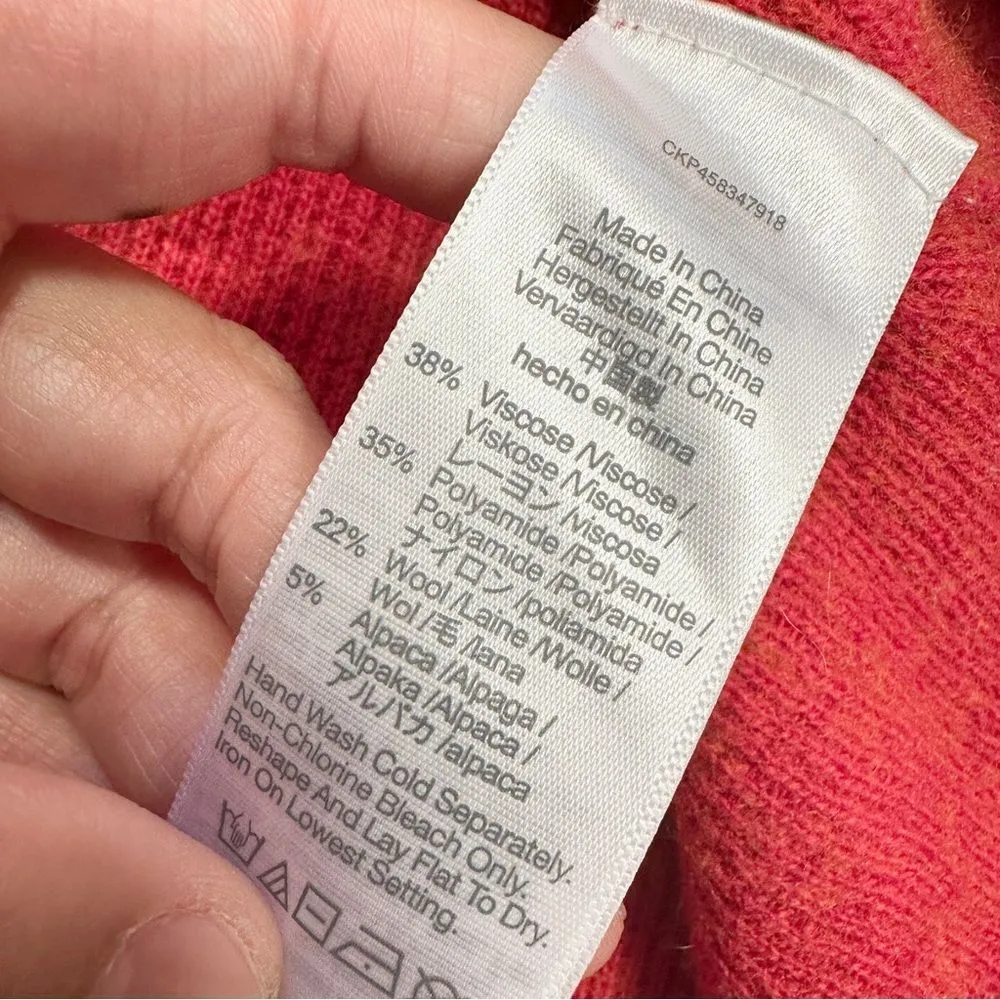 CKP458347918
Made In China
Fabriqué En Chine
Hergestellt In China
Vervaardigd In China
中国製
hecho en china
38% Viscose /Viscose /
Viskose /Viscose /
レーヨン /viscosa
35% Polyamide /Polyamide /
Polyamide /Polyamide /
ナイロン /poliamida
22% Wool /Laine /Wolle /
Wol /毛 /lana
5% Alpaca /Alpaga /
Alpaka /Alpaca /
アルパカ /alpaca
Hand Wash Cold Separately.
Non-Chlorine Bleach Only.
Reshape And Lay Flat To Dry.
Iron On Lowest Setting.